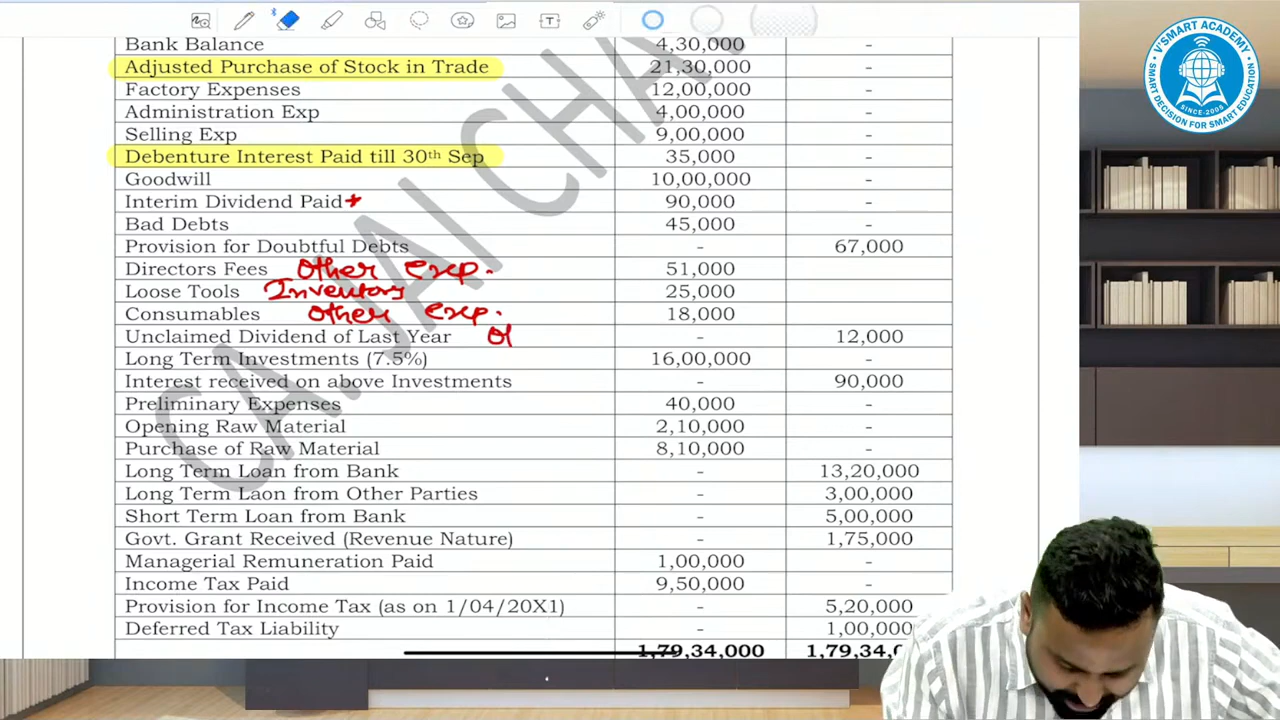 Bank Balance 4,30,000 -
Adjusted Purchase of Stock in Trade 21,30,000 -
Factory Expenses 12,00,000 -
Administration Exp 4,00,000 -
Selling Exp 9,00,000 -
Debenture Interest Paid till 30th Sep 35,000 -
Goodwill 10,00,000 -
Interim Dividend Paid 90,000 -
Bad Debts 45,000 -
Provision for Doubtful Debts - 67,000
Directors Fees Other Exp. 51,000
Loose Tools Inventory 25,000 -
Consumables Other Exp. 18,000 -
Unclaimed Dividend of Last Year - 12,000
Long Term Investments (7.5%) 16,00,000 -
Interest received on above Investments - 90,000
Preliminary Expenses 40,000 -
Opening Raw Material 2,10,000 -
Purchase of Raw Material 8,10,000 -
Long Term Loan from Bank - 13,20,000
Long Term Laon from Other Parties - 3,00,000
Short Term Loan from Bank - 5,00,000
Govt. Grant Received (Revenue Nature) - 1,75,000
Managerial Remuneration Paid 1,00,000 -
Income Tax Paid 9,50,000 -
Provision for Income Tax (as on 1/04/20X1) - 5,20,000
Deferred Tax Liability - 1,00,000
1,79,34,000
CA. JAI CHA
V'SMART ACADEMY
SMART DECISION FOR SMART EDUCATION
SINCE-2005